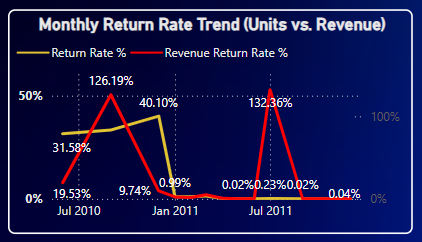 Monthly Return Rate Trend (Units vs. Revenue)
Return Rate % Revenue Return Rate %
126.19%
50% 40.10% 132.36% 100%
31.58%
19.53% 9.74% 0.99% 0.02% 0.23% 0.02% 0.04%
0% 0%
Jul 2010 Jan 2011 Jul 2011